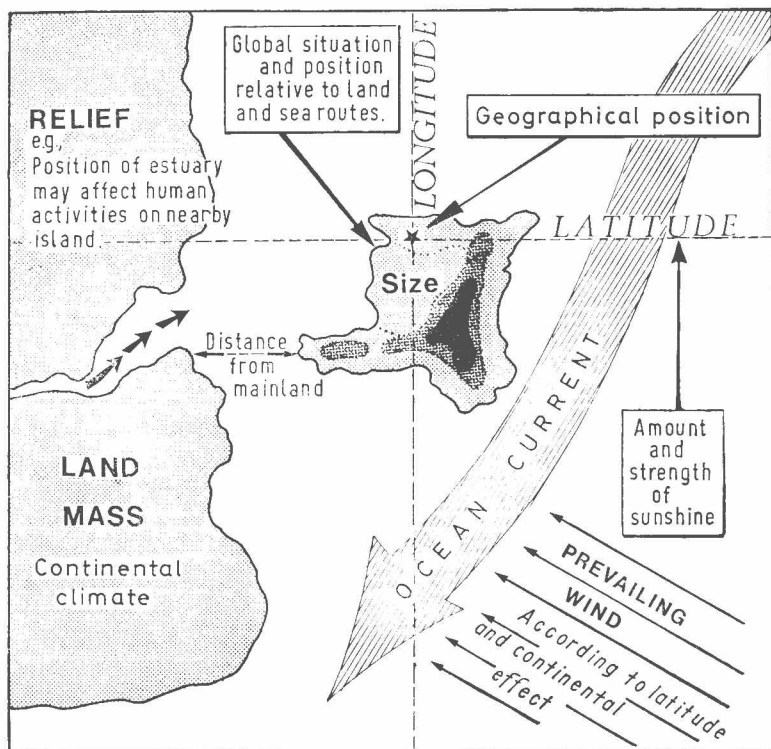 Global situation
and position
relative to land
and sea routes.
RELIEF
e.g.,
Position of estuary
may affect human
activities on nearby
island.
LONGITUDE
Geographical position
LATITUDE
Size
Distance
from
mainland
LAND
MASS
Continental
climate
OCEAN CURRENT
Amount
and
strength
of
sunshine
PREVAILING
WIND
According to latitude
and continental
effect